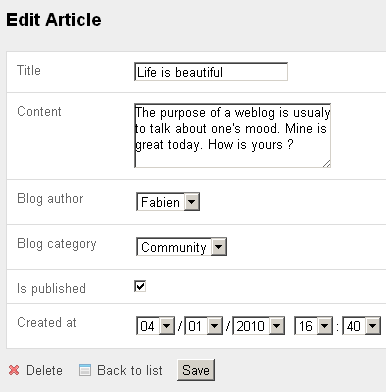 Edit Article
Title Life is beautiful
Content The purpose of a weblog is usualy
to talk about one's mood. Mine is
great today. How is yours ?
Blog author Fabien
Blog category Community
Is published
Created at 04 / 01 / 2010 16 : 40
Delete Back to list Save